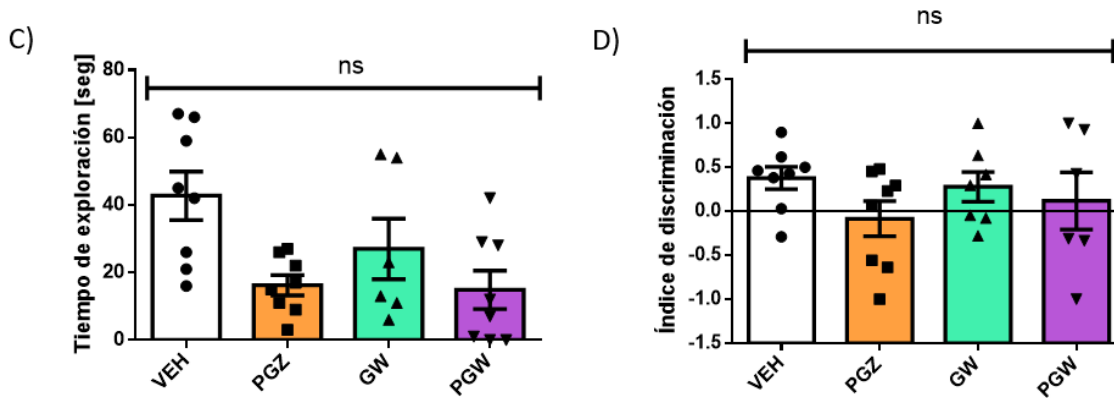 C)
ns
Tiempo de exploración [seg]
80
60
40
20
0
VEH
PGZ
GW
PGW
D)
ns
Índice de discriminación
1.5
1.0
0.5
0.0
-0.5
-1.0
-1.5
VEH
PGZ
GW
PGW